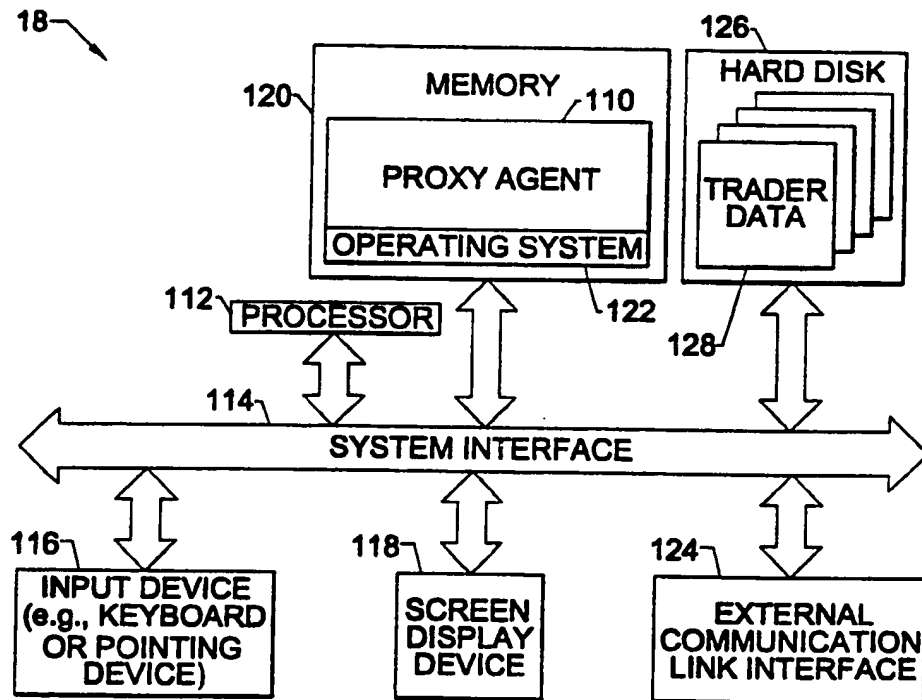 18
120
MEMORY
110
PROXY AGENT
OPERATING SYSTEM
122
126
HARD DISK
TRADER
DATA
128
112
PROCESSOR
114
SYSTEM INTERFACE
116
INPUT DEVICE
(e.g., KEYBOARD
OR POINTING
DEVICE)
118
SCREEN
DISPLAY
DEVICE
124
EXTERNAL
COMMUNICATION
LINK INTERFACE